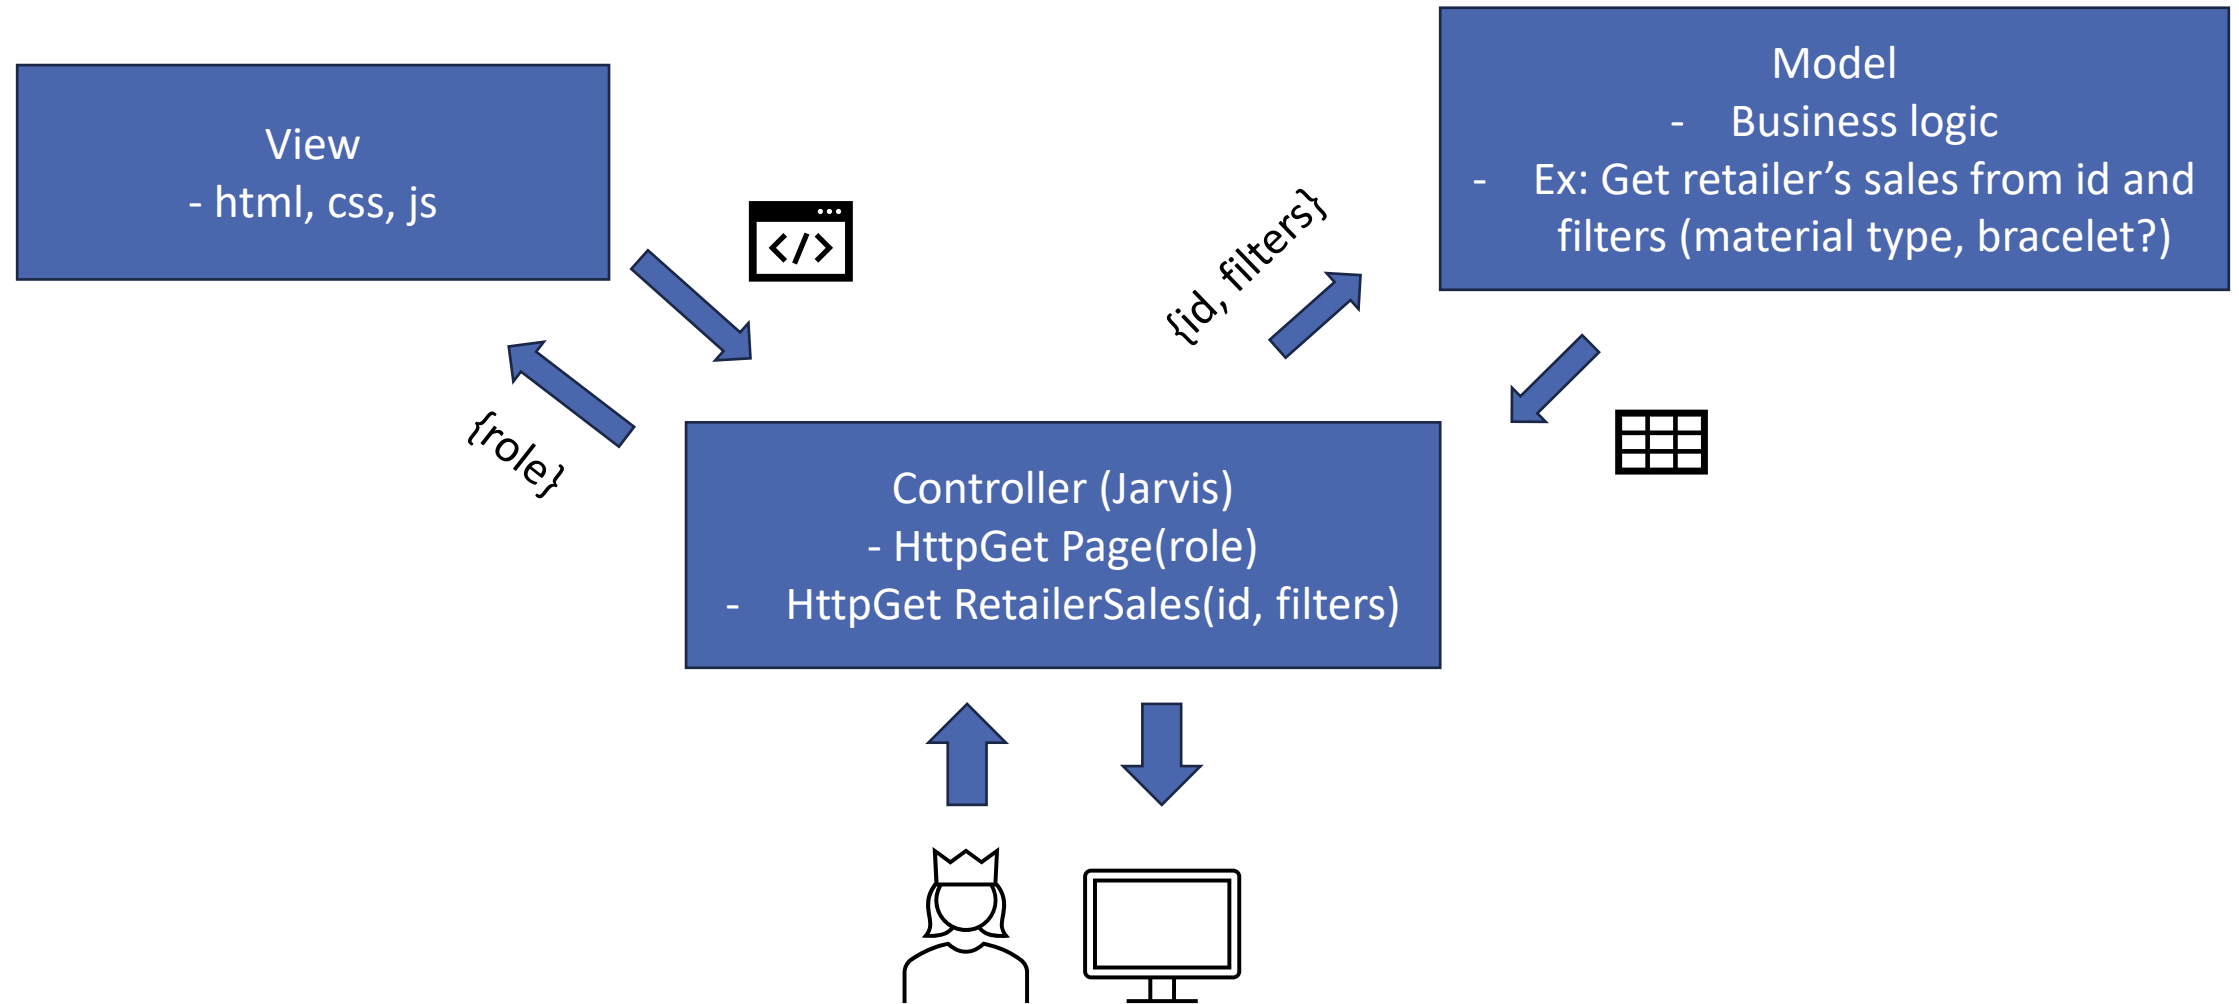 View
- html, css, js
Model
- Business logic
- Ex: Get retailer’s sales from id and
filters (material type, bracelet?)
</>
{id, filters}
{role}
Controller (Jarvis)
- HttpGet Page(role)
- HttpGet RetailerSales(id, filters)